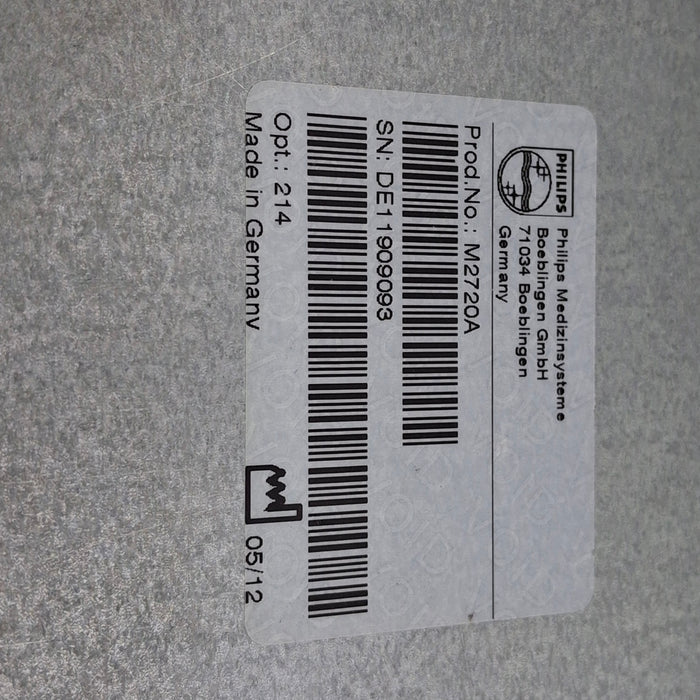 PHILIPS
Philips Medizinsysteme
Boeblingen GmbH
71034 Boeblingen
Germany
Prod.No.: M2720A
SN: DE11909093
Opt.: 214
Made in Germany
05/12